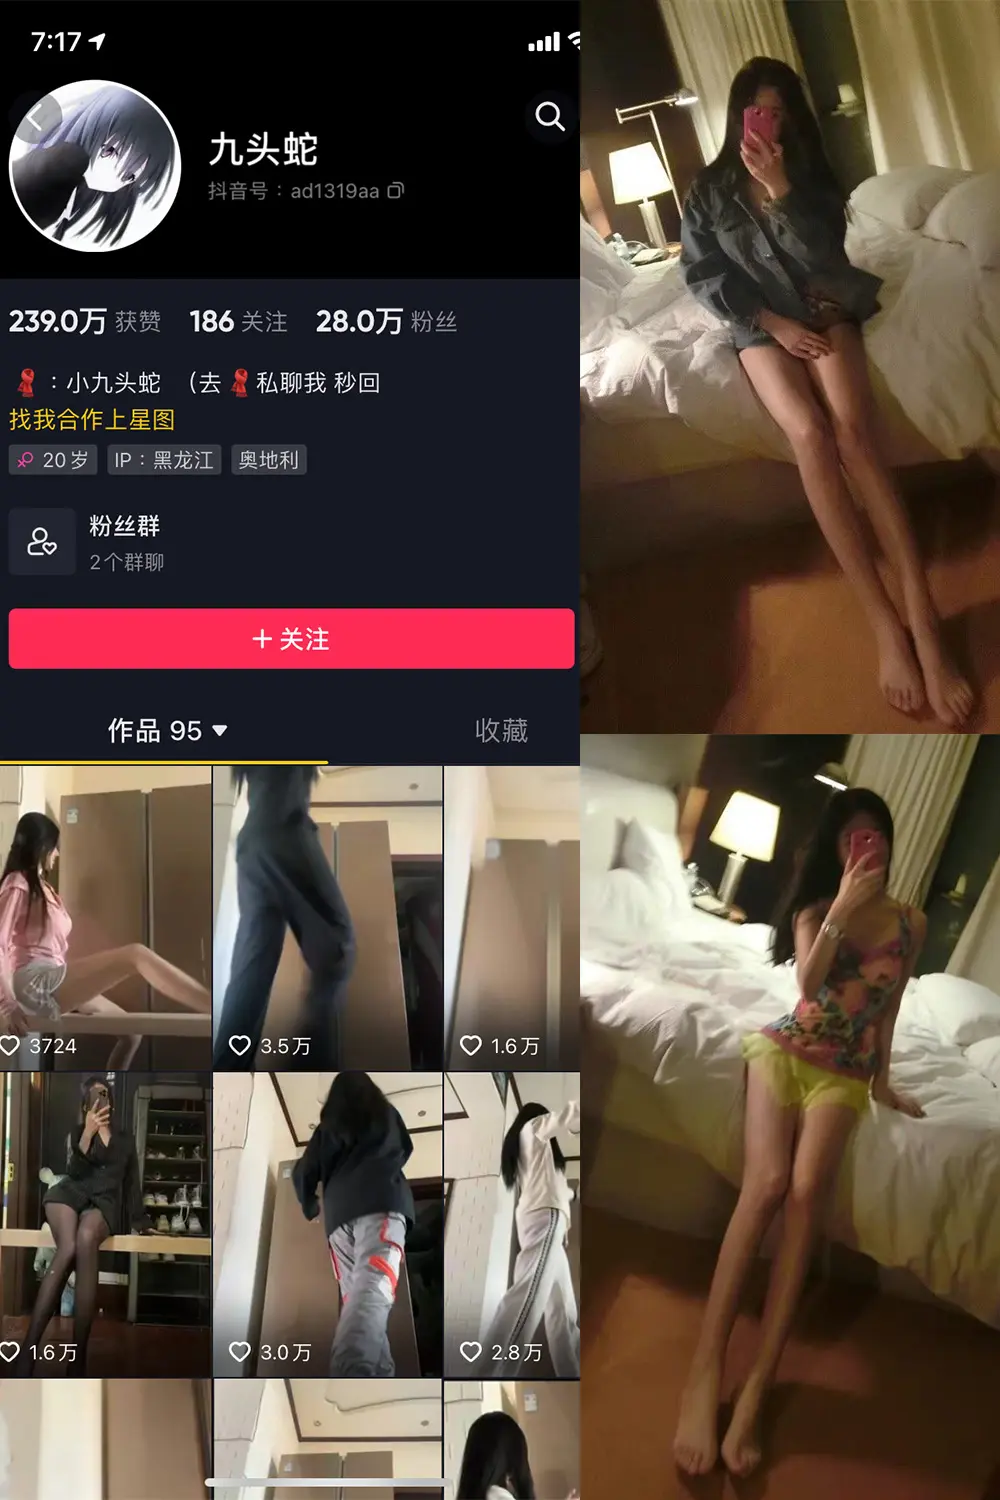 7:17
九头蛇
抖音号：ad1319aa
239.0万 获赞 186 关注 28.0万 粉丝
：小九头蛇 （去 私聊我 秒回
找我合作上星图
20岁 IP：黑龙江 奥地利
粉丝群
2个群聊
+ 关注
作品 95 收藏
3724 3.5万 1.6万
1.6万 3.0万 2.8万